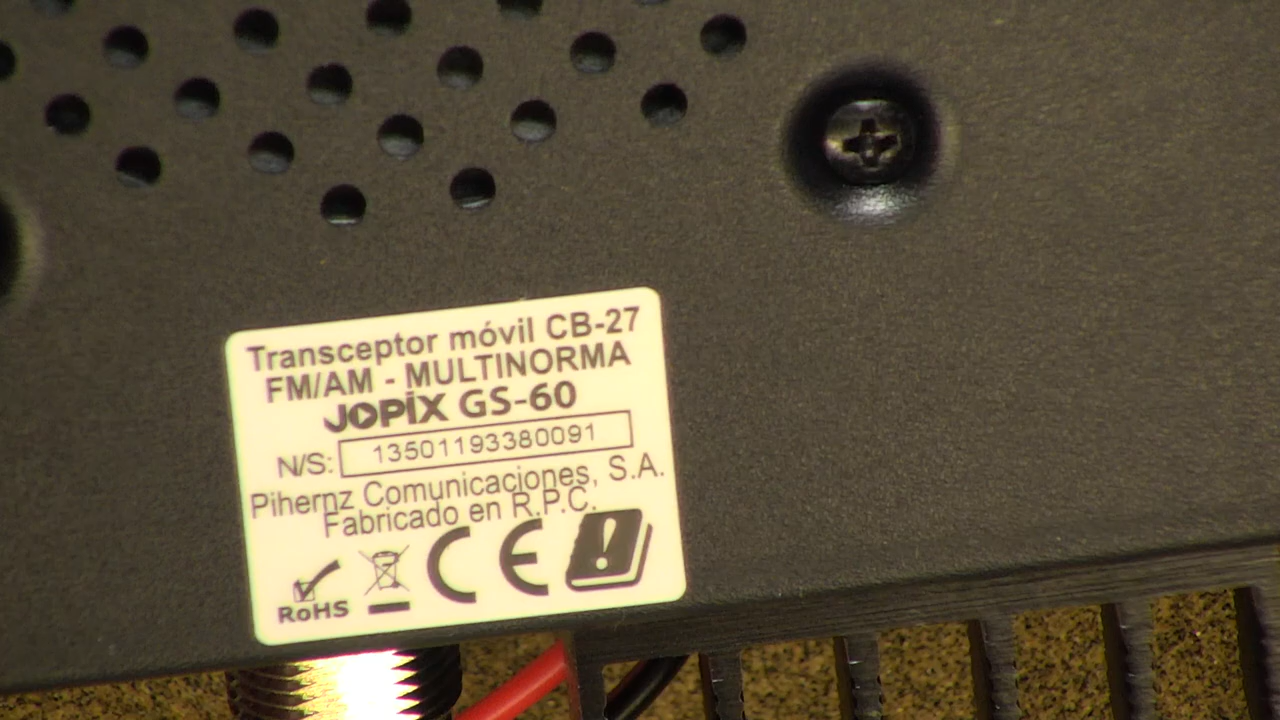 Transceptor móvil CB-27
FM/AM - MULTINORMA
JOPIX GS-60
N/S: 13501193380091
Pihernz Comunicaciones, S.A.
Fabricado en R.P.C.
RoHS CE